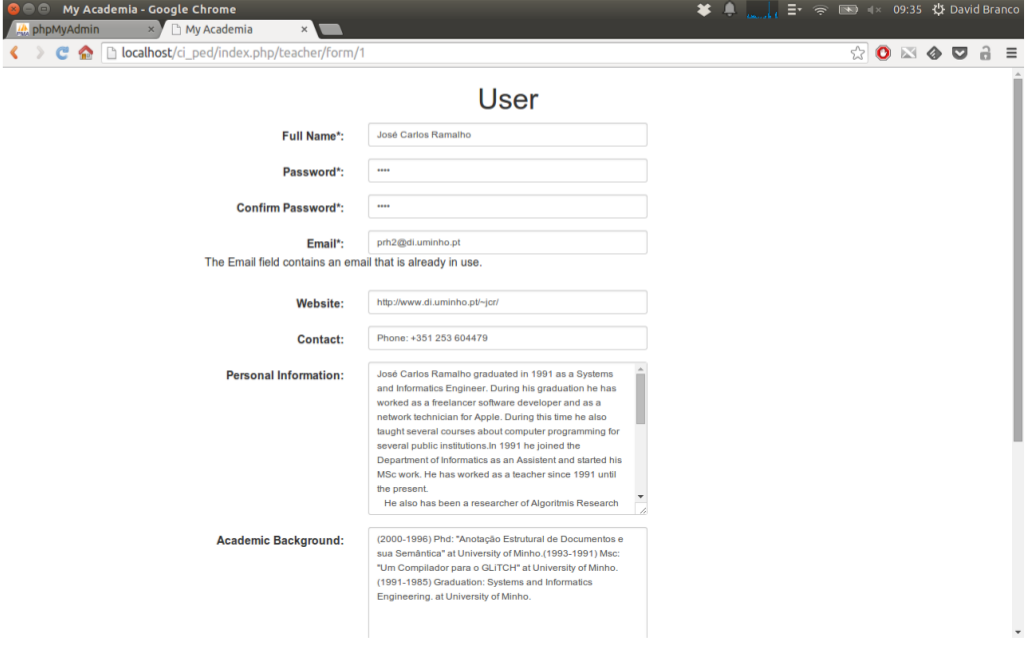 My Academia - Google Chrome
09:35 David Branco
phpMyAdmin × My Academia ×
localhost/ci_ped/index.php/teacher/form/1
User
Full Name*: José Carlos Ramalho
Password*: ••••
Confirm Password*: ••••
Email*: prh2@di.uminho.pt
The Email field contains an email that is already in use.
Website: http://www.di.uminho.pt/~jcr/
Contact: Phone: +351 253 604479
Personal Information: José Carlos Ramalho graduated in 1991 as a Systems
and Informatics Engineer. During his graduation he has
worked as a freelancer software developer and as a
network technician for Apple. During this time he also
taught several courses about computer programming for
several public institutions.In 1991 he joined the
Department of Informatics as an Assistent and started his
MSc work. He has worked as a teacher since 1991 until
the present.
He also has been a researcher of Algoritmis Research
Academic Background: (2000-1996) Phd: "Anotação Estrutural de Documentos e
sua Semântica" at University of Minho.(1993-1991) Msc:
"Um Compilador para o GLiTCH" at University of Minho.
(1991-1985) Graduation: Systems and Informatics
Engineering. at University of Minho.